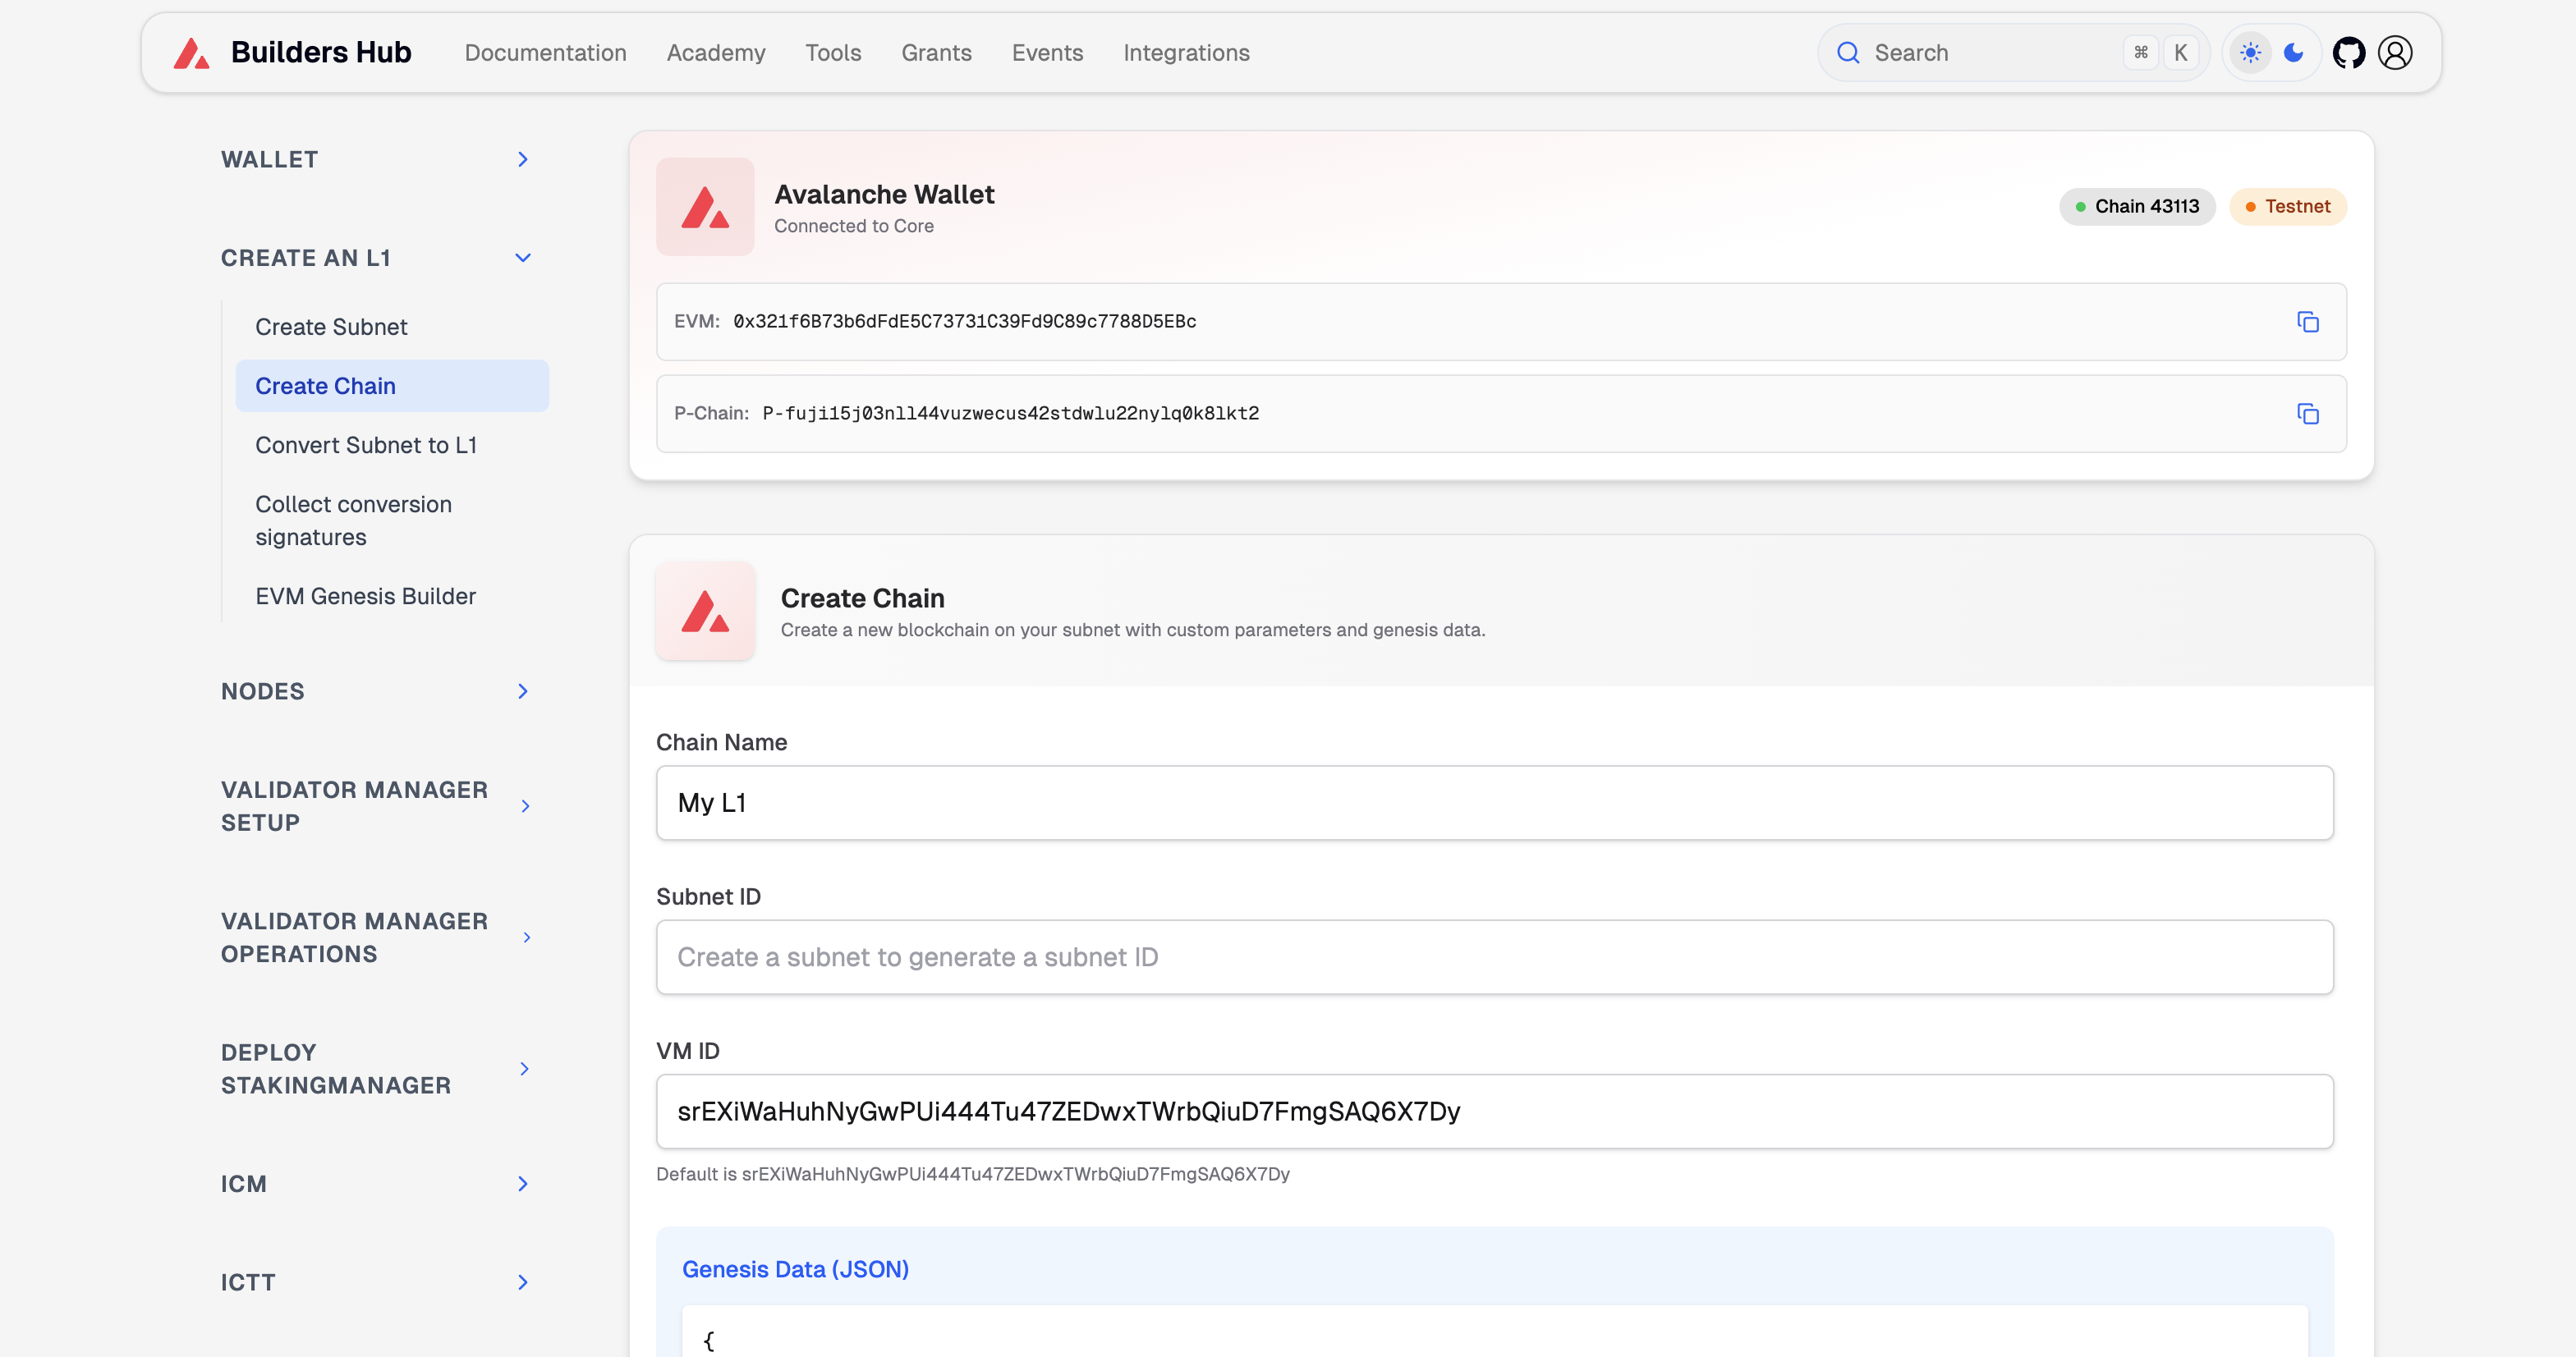 Builders Hub
Documentation
Academy
Tools
Grants
Events
Integrations
Search
⌘
K
WALLET
CREATE AN L1
Create Subnet
Create Chain
Convert Subnet to L1
Collect conversion
signatures
EVM Genesis Builder
NODES
VALIDATOR MANAGER
SETUP
VALIDATOR MANAGER
OPERATIONS
DEPLOY
STAKINGMANAGER
ICM
ICTT
Avalanche Wallet
Connected to Core
Chain 43113
Testnet
EVM: 0x321f6B73b6dFdE5C73731C39Fd9C89c7788D5EBc
P-Chain: P-fuji15j03nll44vuzwecus42stdwlu22nylq0k8lkt2
Create Chain
Create a new blockchain on your subnet with custom parameters and genesis data.
Chain Name
My L1
Subnet ID
Create a subnet to generate a subnet ID
VM ID
srEXiWaHuhNyGwPUi444Tu47ZEDwxTWrbQiuD7FmgSAQ6X7Dy
Default is srEXiWaHuhNyGwPUi444Tu47ZEDwxTWrbQiuD7FmgSAQ6X7Dy
Genesis Data (JSON)
{